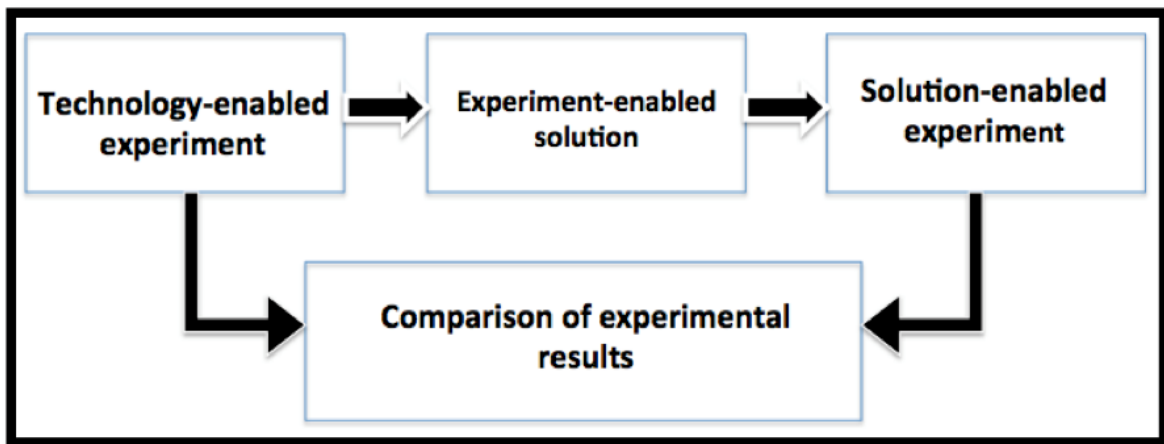 Technology-enabled
experiment
Experiment-enabled
solution
Solution-enabled
experiment
Comparison of experimental
results